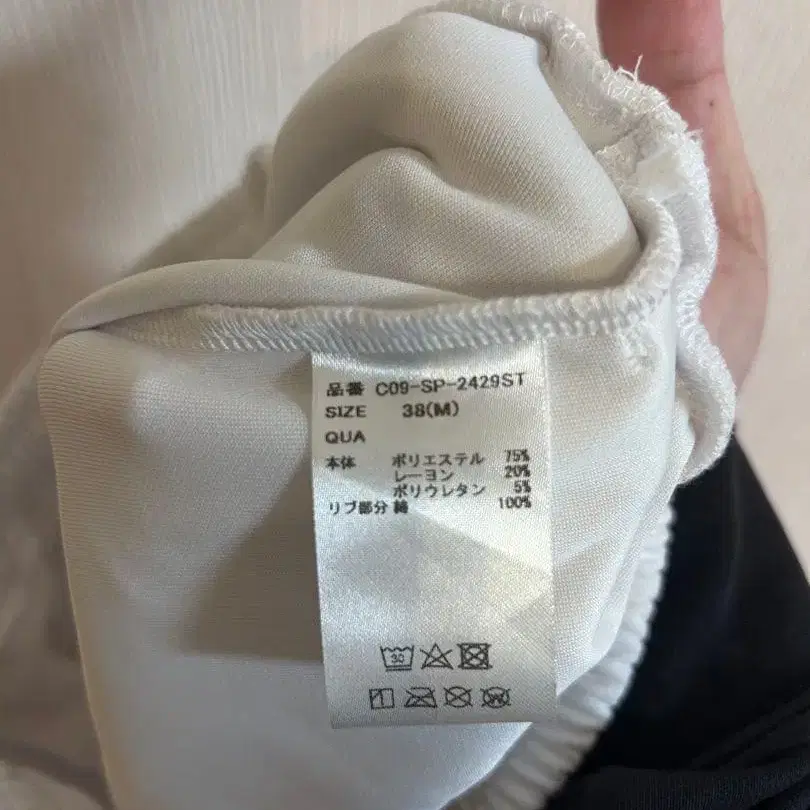 品番 C09-SP-2429ST
SIZE 38(M)
QUA
本体 ポリエステル 75%
レーヨン 20%
ポリウレタン 5%
リブ部分 綿 100%
30
W